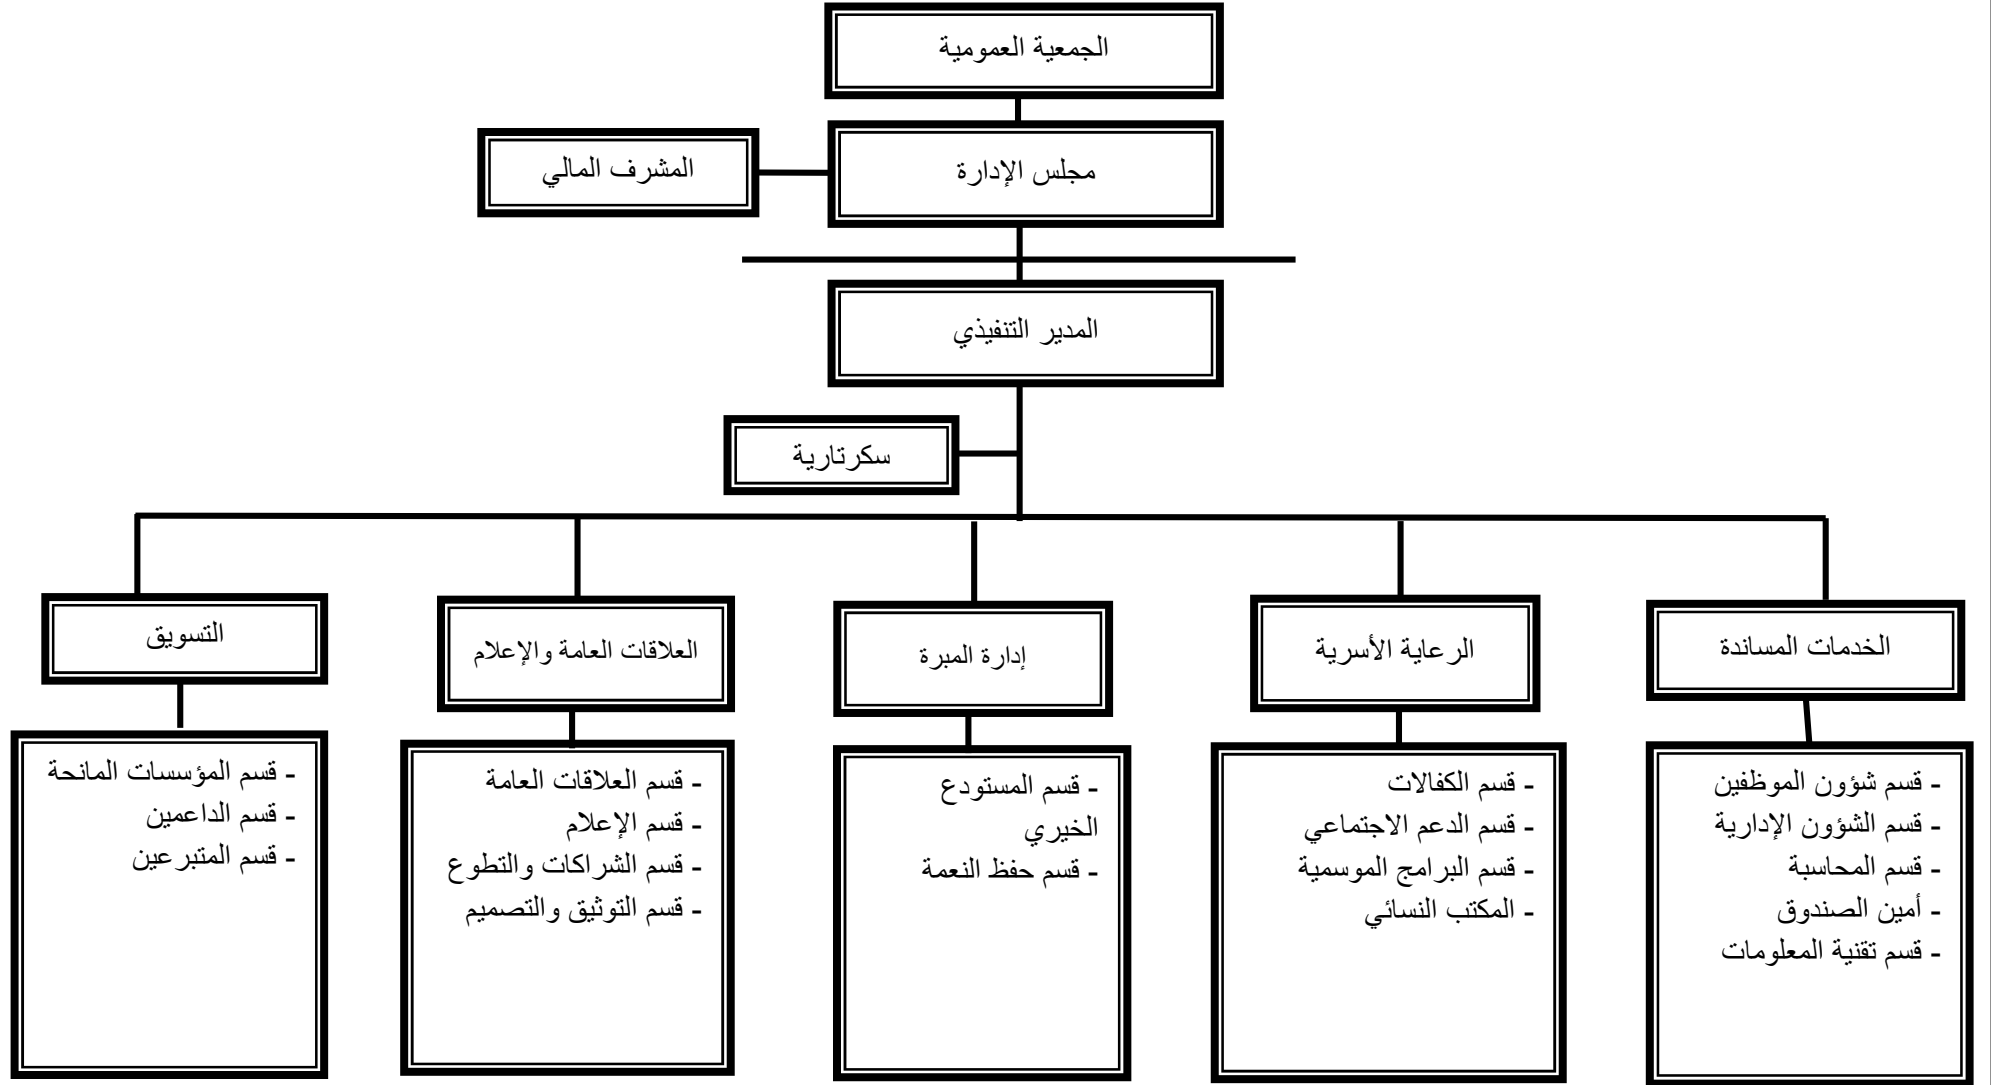 الجمعية العمومية
مجلس الإدارة
المشرف المالي
المدير التنفيذي
سكرتارية
الخدمات المساندة
الرعاية الأسرية
إدارة المبرة
العلاقات العامة والإعلام
التسويق
- قسم شؤون الموظفين
- قسم الشؤون الإدارية
- قسم المحاسبة
- أمين الصندوق
- قسم تقنية المعلومات
- قسم الكفالات
- قسم الدعم الاجتماعي
- قسم البرامج الموسمية
- المكتب النسائي
- قسم المستودع
الخيري
- قسم حفظ النعمة
- قسم العلاقات العامة
- قسم الإعلام
- قسم الشراكات والتطوع
- قسم التوثيق والتصميم
- قسم المؤسسات المانحة
- قسم الداعمين
- قسم المتبرعين